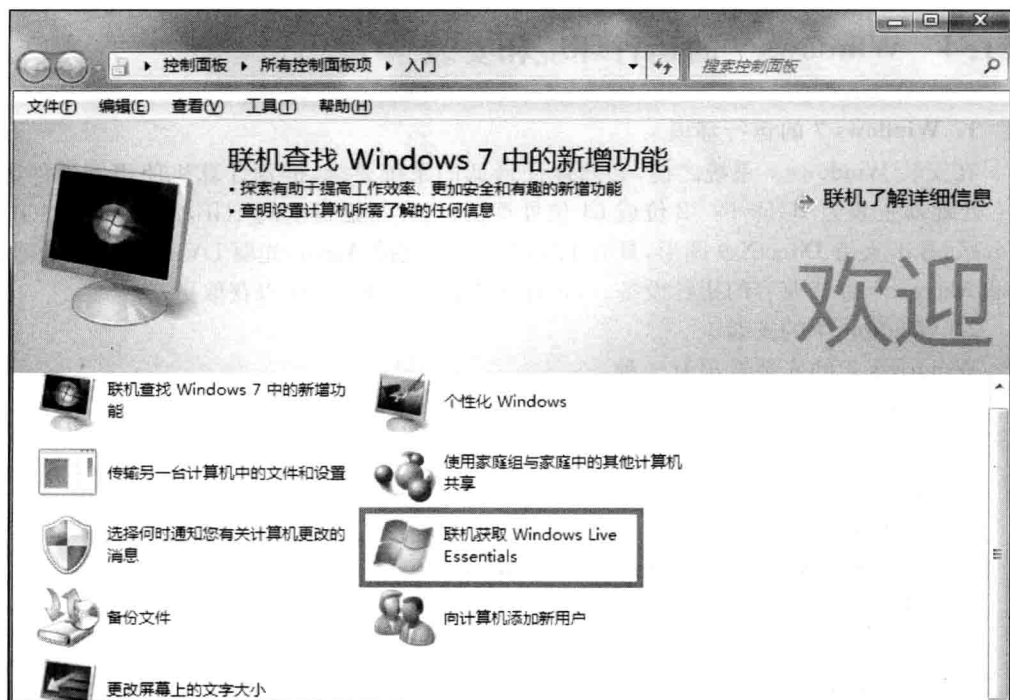 控制面板 ▸ 所有控制面板项 ▸ 入门
搜索控制面板
文件(F) 编辑(E) 查看(V) 工具(T) 帮助(H)
1. Windows 7 的
联机查找 Windows 7 中的新增功能
• 探索有助于提高工作效率、更加安全和有趣的新增功能
• 查明设置计算机所需了解的任何信息
联机了解详细信息
欢迎
联机查找 Windows 7 中的新增功
能
个性化 Windows
传输另一台计算机中的文件和设置
使用家庭组与家庭中的其他计算机
共享
选择何时通知您有关计算机更改的
消息
联机获取 Windows Live
Essentials
备份文件
向计算机添加新用户
更改屏幕上的文字大小